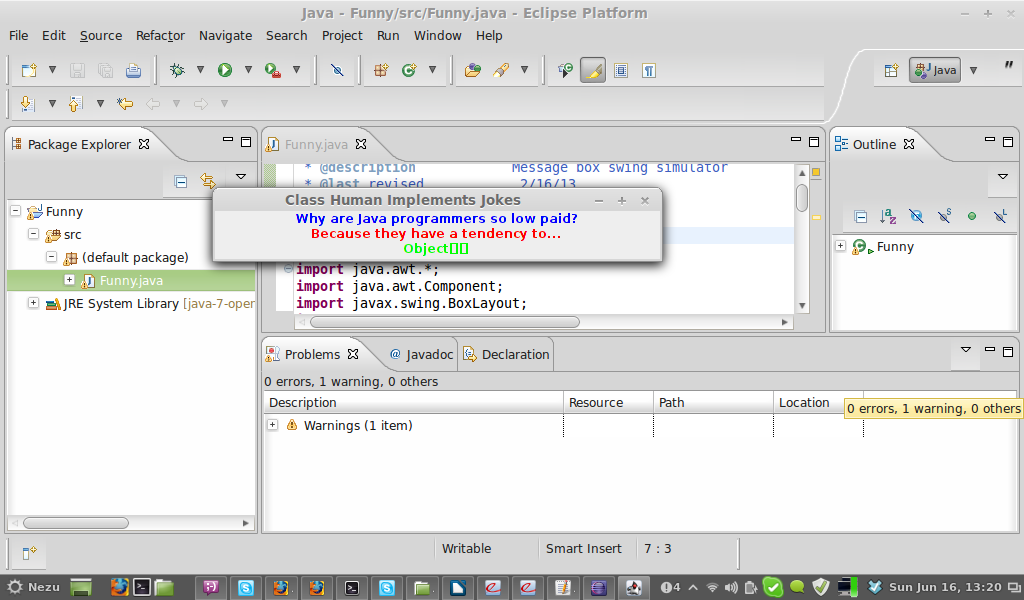 Java - Funny/src/Funny.java - Eclipse Platform
File Edit Source Refactor Navigate Search Project Run Window Help
Java
"
Package Explorer
Funny.java
Outline
* @description Message box swing simulator
* @last revised 2/16/13
Class Human Implements Jokes
Why are Java programmers so low paid?
Because they have a tendency to...
Object[][]
Funny
src
(default package)
Funny.java
JRE System Library [java-7-oper
import java.awt.*;
import java.awt.Component;
import javax.swing.BoxLayout;
Funny
Problems @ Javadoc Declaration
0 errors, 1 warning, 0 others
Description Resource Path Location
0 errors, 1 warning, 0 others
Warnings (1 item)
Writable Smart Insert 7 : 3
Nezu 4 Sun Jun 16, 13:20